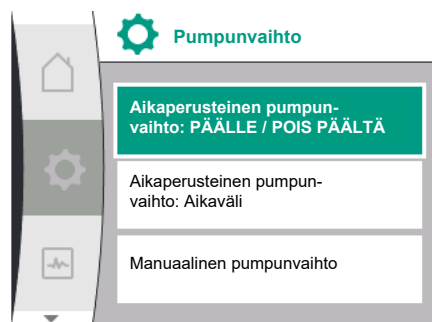 Pumpunvaihto
Aikaperusteinen pumpun-
vaihto: PÄÄLLE / POIS PÄÄLTÄ
Aikaperusteinen pumpun-
vaihto: Aikaväli
Manuaalinen pumpunvaihto